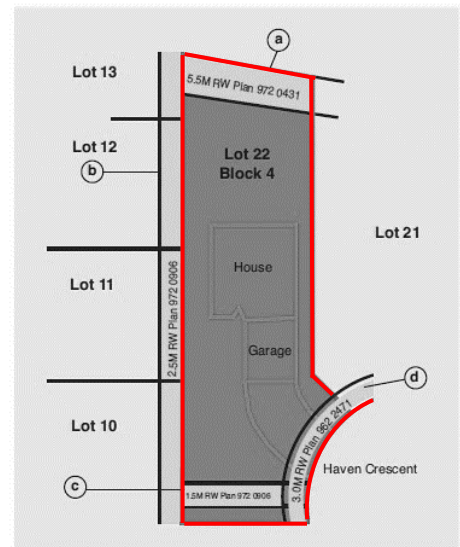 a
Lot 13
5.5M RW Plan 972 0431
Lot 12
b
Lot 22
Block 4
Lot 21
House
Lot 11
2.5M RW Plan 972 0906
Garage
d
Lot 10
3.0M RW Plan 962 2471
Haven Crescent
c
1.5M RW Plan 972 0906